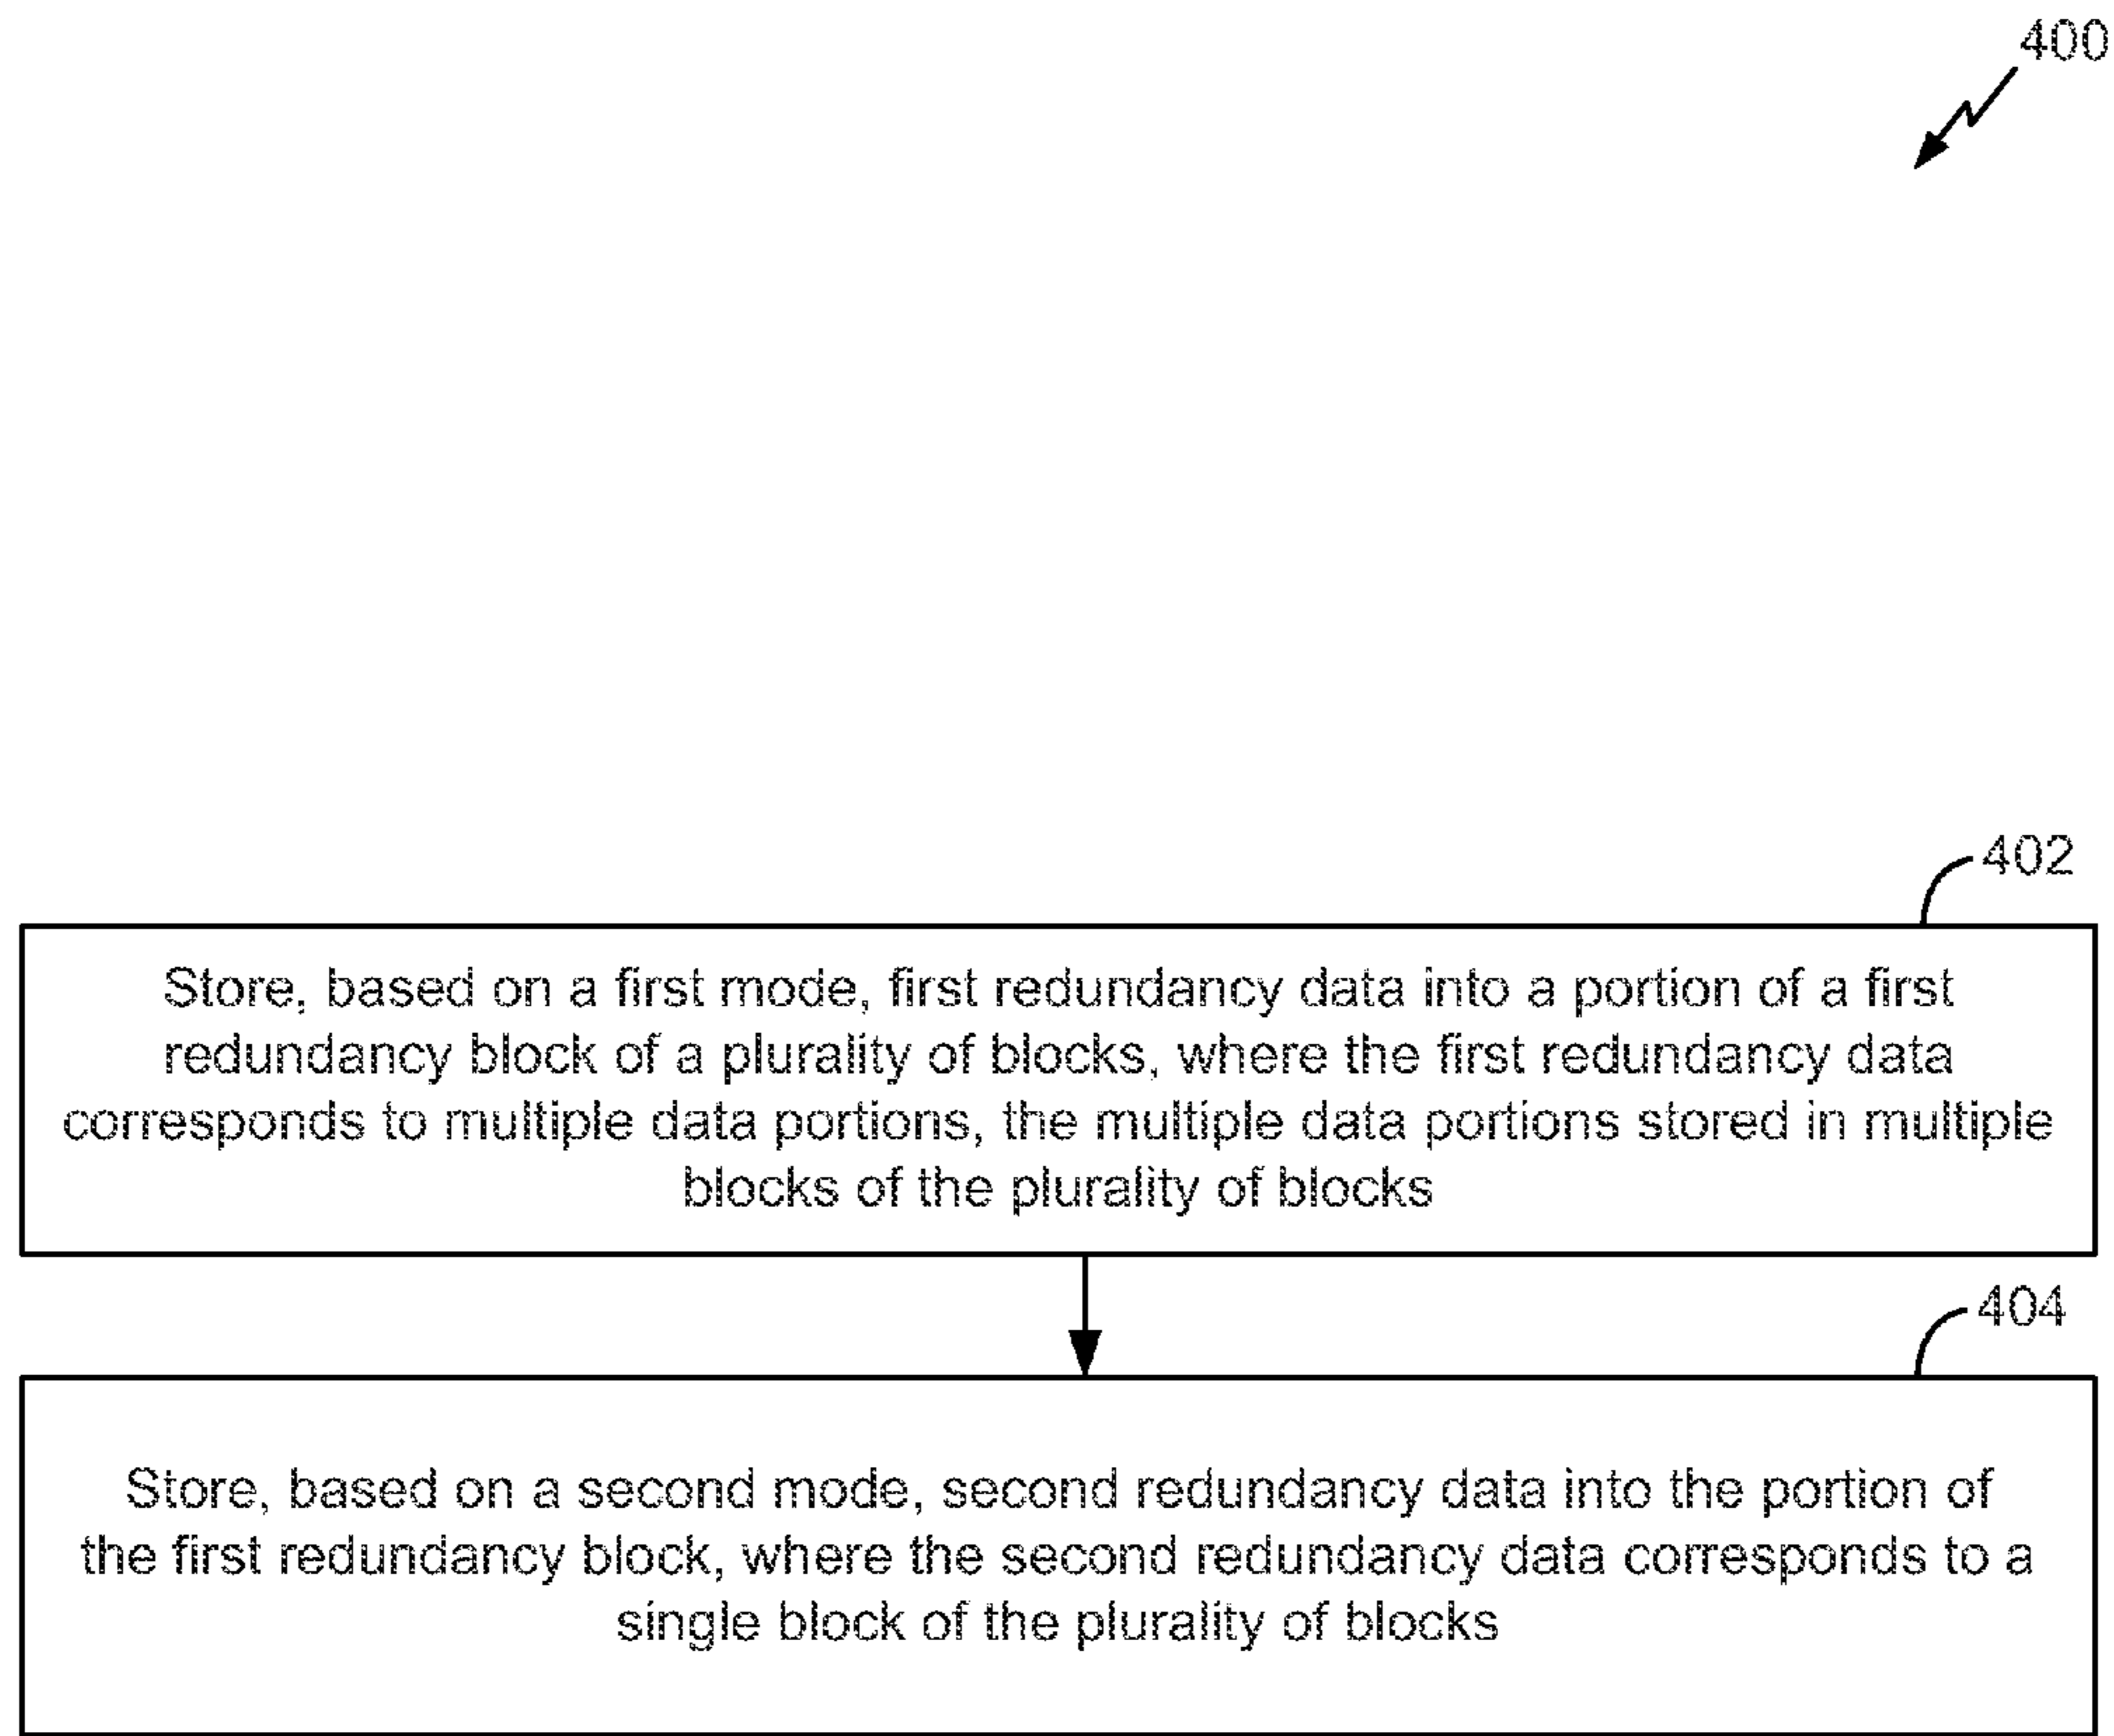 400
402
Store, based on a first mode, first redundancy data into a portion of a first
redundancy block of a plurality of blocks, where the first redundancy data
corresponds to multiple data portions, the multiple data portions stored in multiple
blocks of the plurality of blocks
404
Store, based on a second mode, second redundancy data into the portion of
the first redundancy block, where the second redundancy data corresponds to a
single block of the plurality of blocks